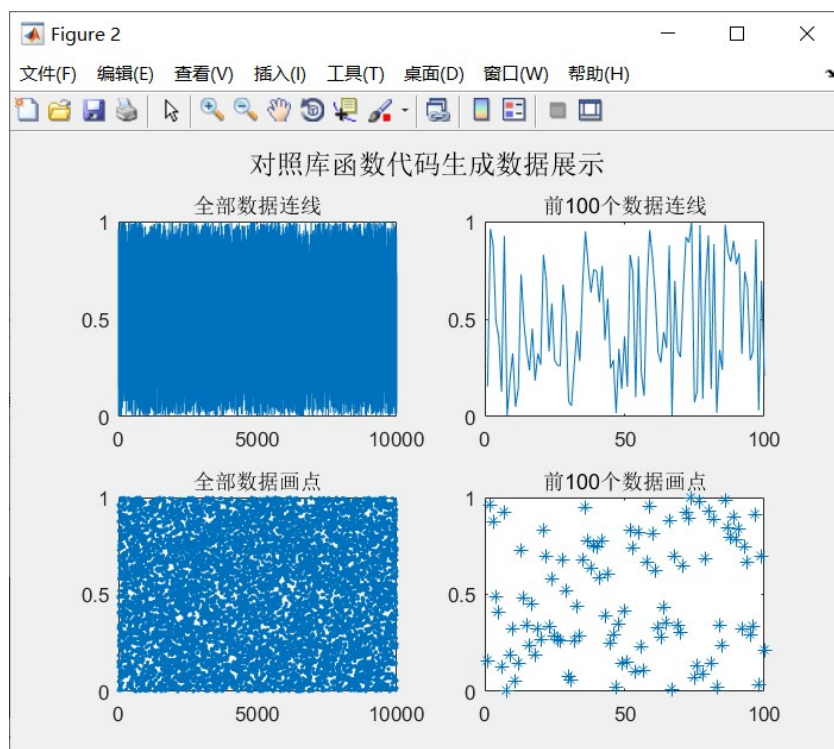 Figure 2
文件(F) 编辑(E) 查看(V) 插入(I) 工具(T) 桌面(D) 窗口(W) 帮助(H)
对照库函数代码生成数据展示
全部数据连线
1
0.5
0
0 5000 10000
前100个数据连线
1
0.5
0
0 50 100
全部数据画点
1
0.5
0
0 5000 10000
前100个数据画点
1
0.5
0
0 50 100